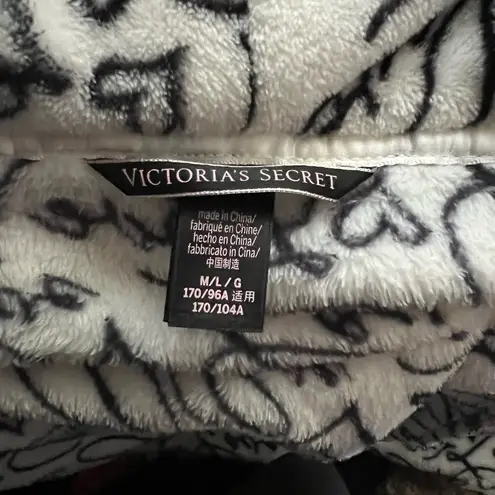 VICTORIA'S SECRET
made in China/
fabriqué en Chine/
hecho en China/
fabbricato in Cina/
中国制造
M/L / G
170/96A 适用
170/104A